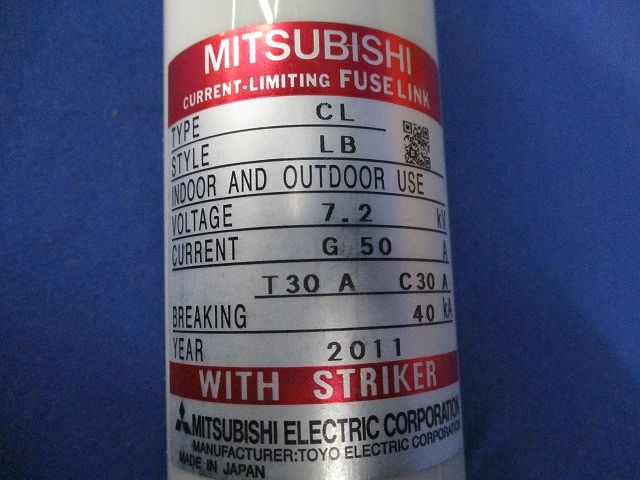 MITSUBISHI
CURRENT-LIMITING FUSE LINK
TYPE CL
STYLE LB
INDOOR AND OUTDOOR USE
VOLTAGE 7.2 kV
CURRENT G 50 A
T30 A C30 A
BREAKING 40 kA
YEAR 2011
WITH STRIKER
MITSUBISHI ELECTRIC CORPORATION
MANUFACTURER:TOYO ELECTRIC CORPORATION
MADE IN JAPAN